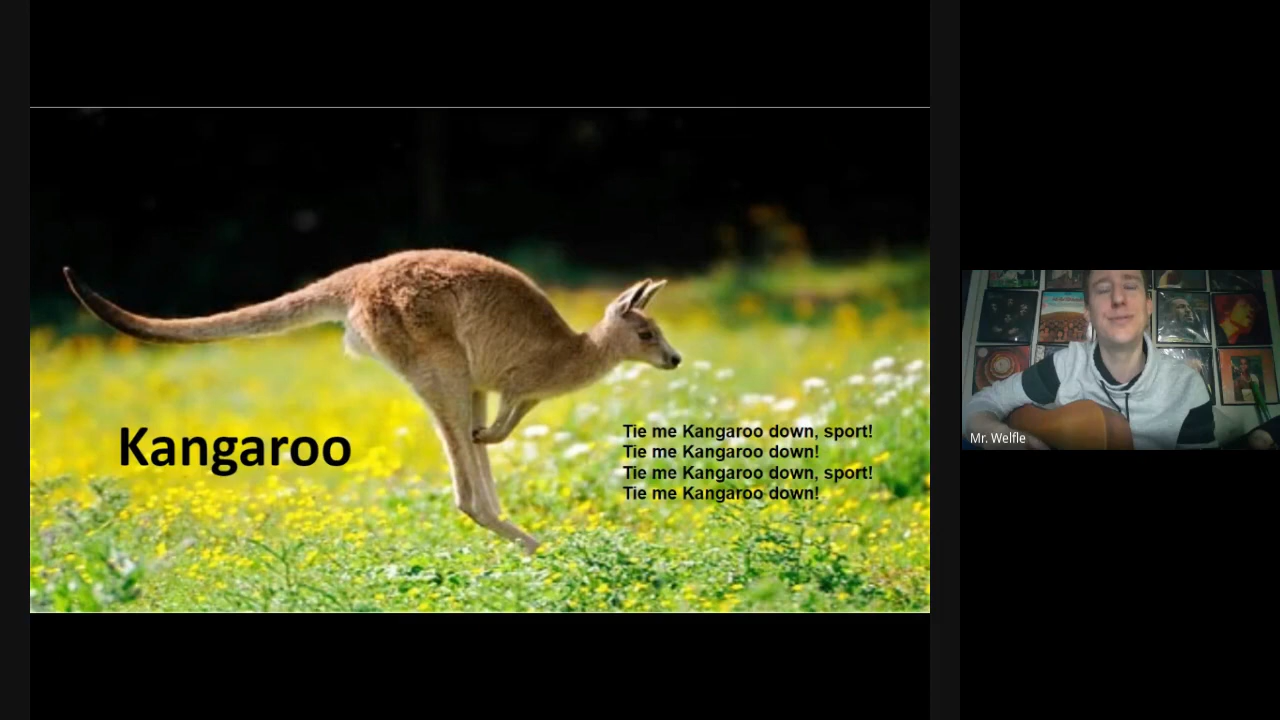 Kangaroo
Tie me Kangaroo down, sport!
Tie me Kangaroo down!
Tie me Kangaroo down, sport!
Tie me Kangaroo down!
Mr. Welfle